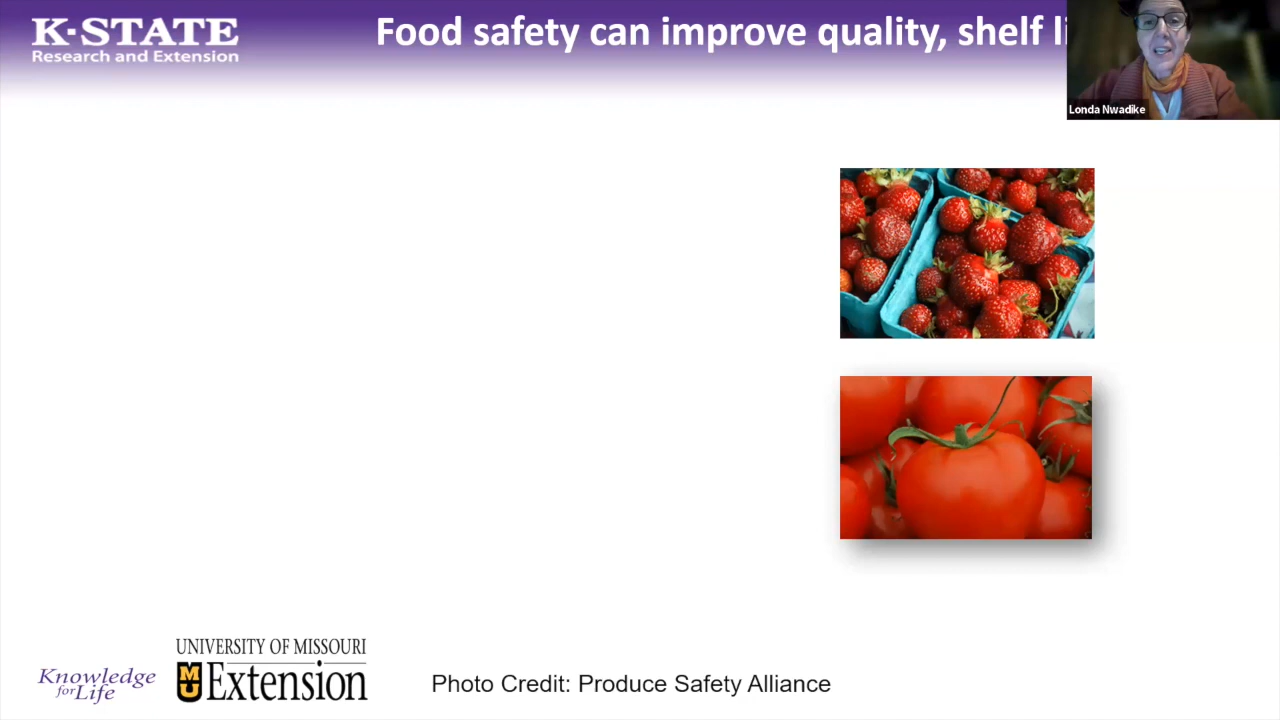 K-STATE
Research and Extension
Food safety can improve quality, shelf
Londa Nwadike
Knowledge
for Life
UNIVERSITY OF MISSOURI
MU Extension
Photo Credit: Produce Safety Alliance